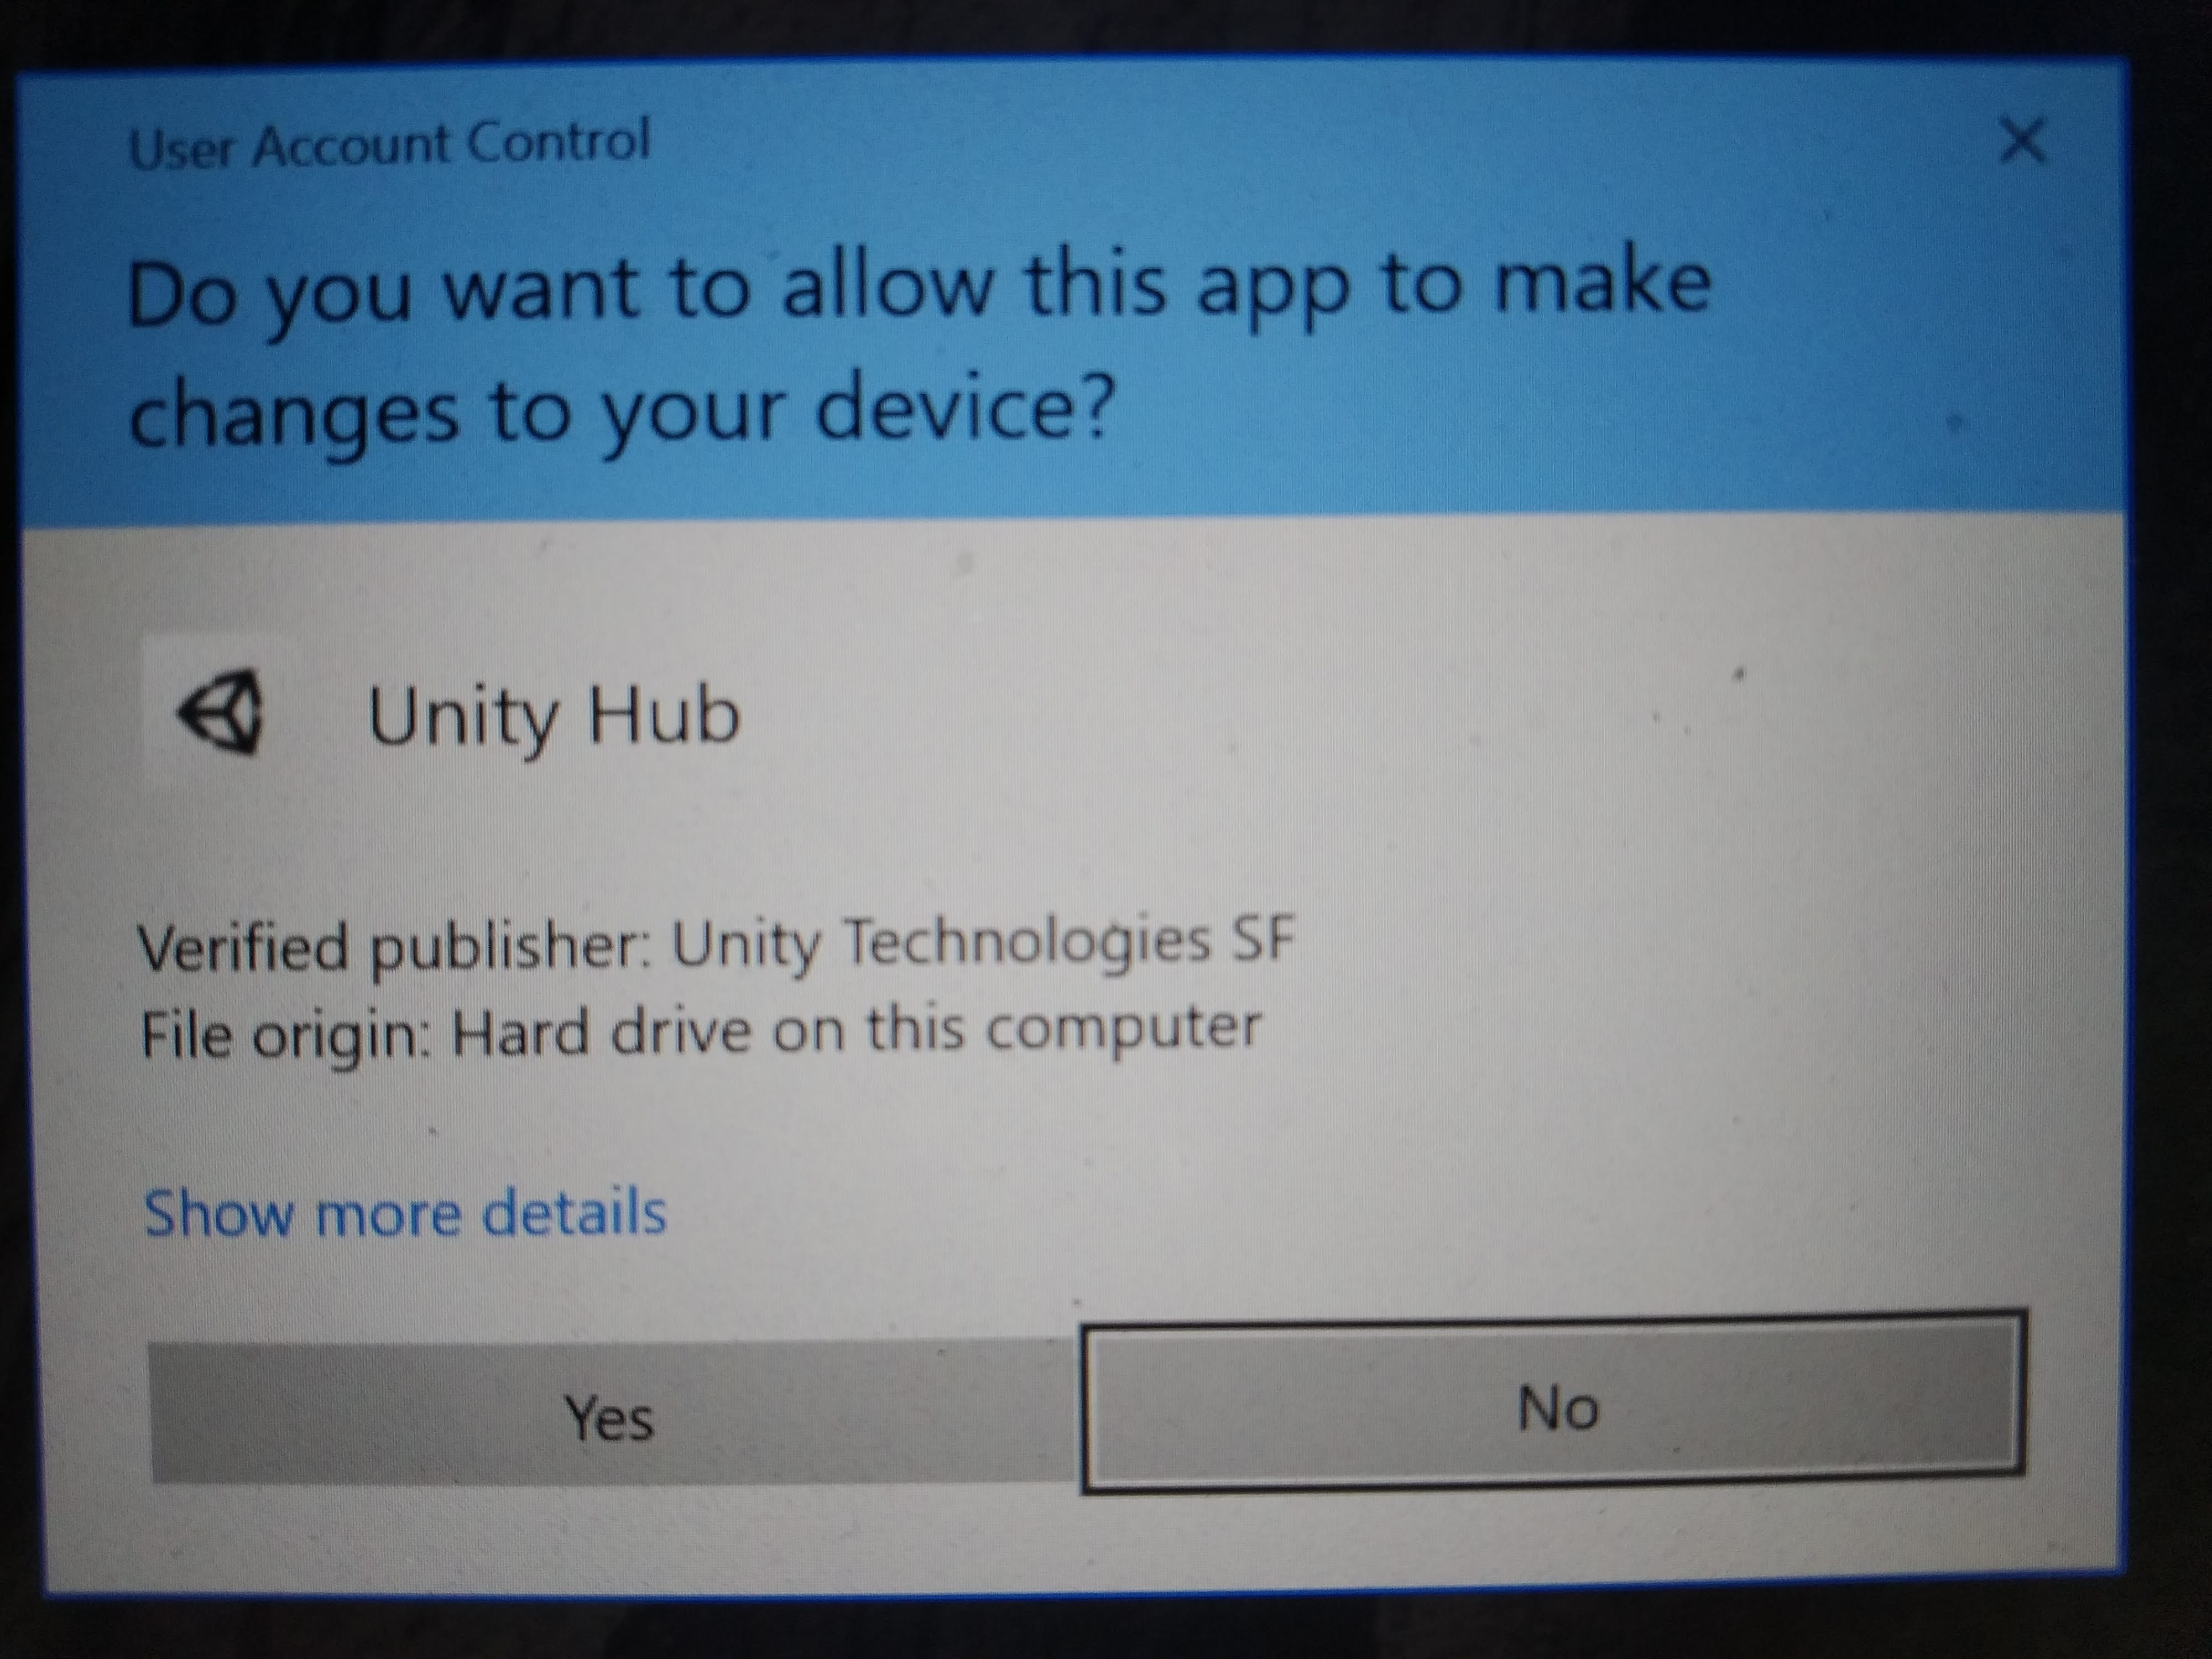 User Account Control
Do you want to allow this app to make
changes to your device?
Unity Hub
Verified publisher: Unity Technologies SF
File origin: Hard drive on this computer
Show more details
Yes
No